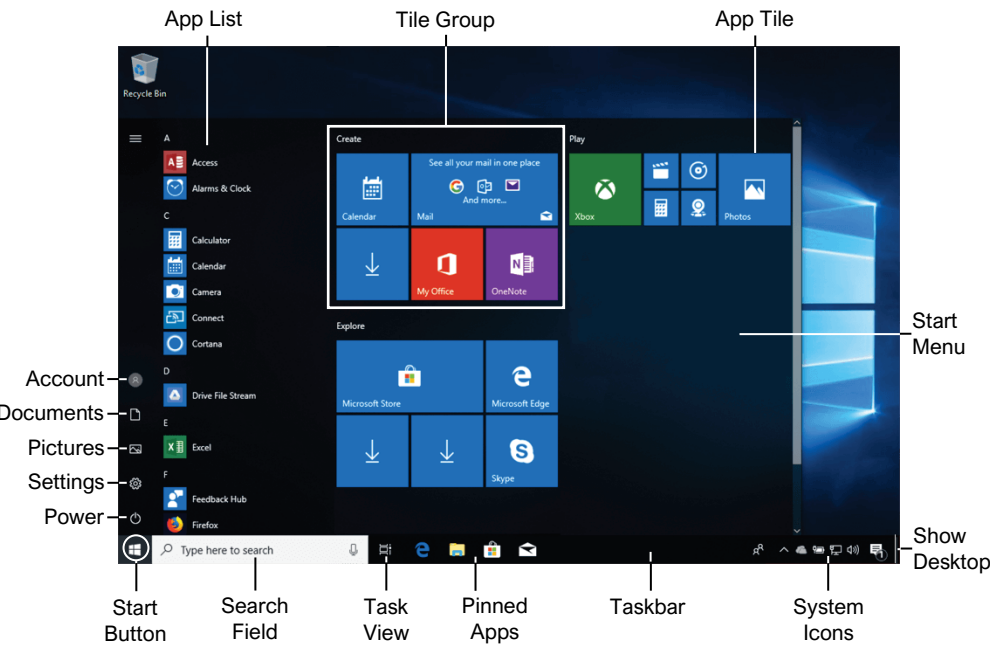 App List
Tile Group
App Tile
Recycle Bin
A
Access
Alarms & Clock
C
Calculator
Calendar
Camera
Connect
Cortana
D
Drive File Stream
E
Excel
F
Feedback Hub
Firefox
Create
Calendar
See all your mail in one place
And more...
Mail
My Office
OneNote
Play
Xbox
Photos
Explore
Microsoft Store
Microsoft Edge
Skype
Start
Menu
Account
Documents
Pictures
Settings
Power
Type here to search
1
Show
Desktop
Start
Button
Search
Field
Task
View
Pinned
Apps
Taskbar
System
Icons